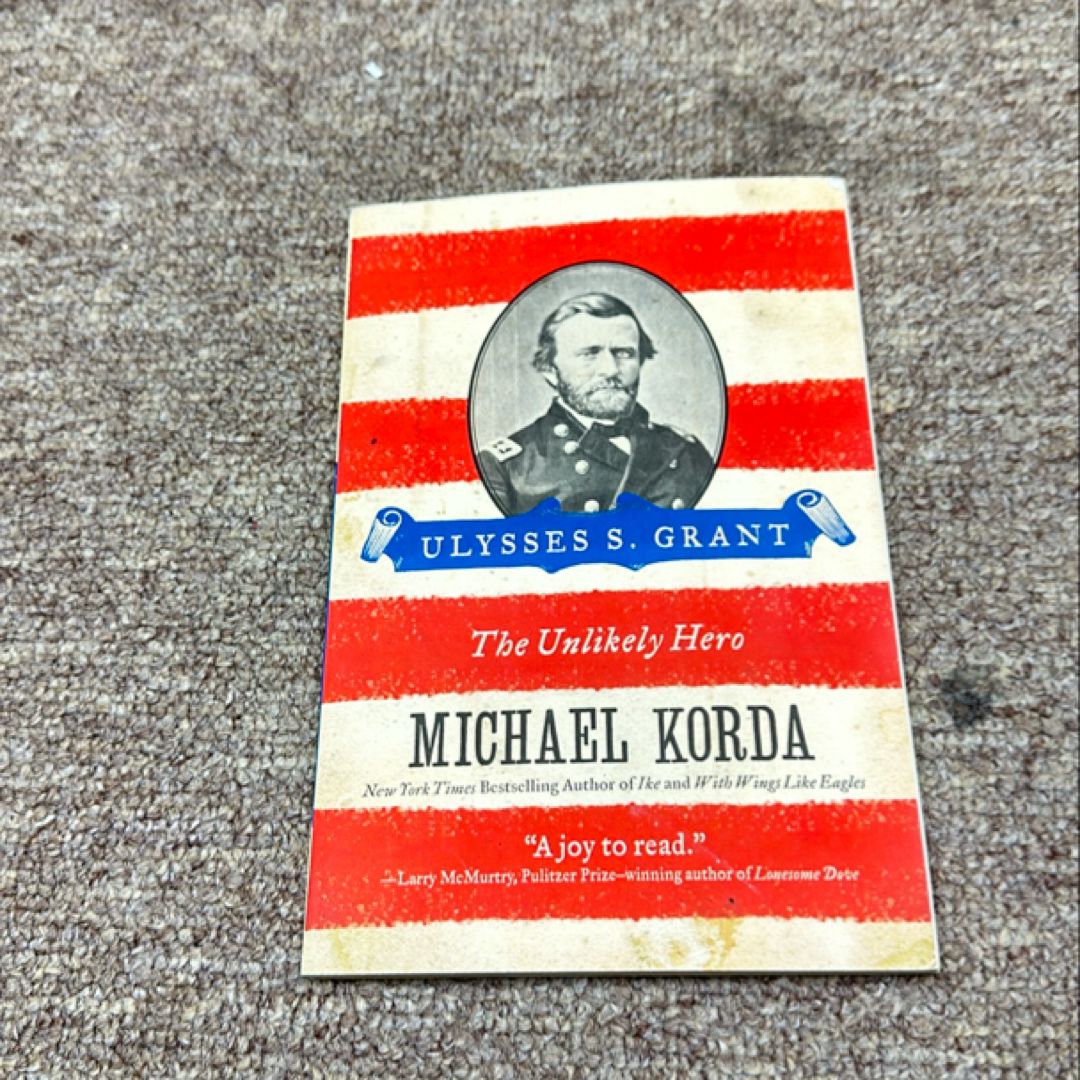 ULYSSES S. GRANT
The Unlikely Hero
MICHAEL KORDA
New York Times Bestselling Author of Ike and With Wings Like Eagles
“A joy to read.”
—Larry McMurtry, Pulitzer Prize–winning author of Lonesome Dove